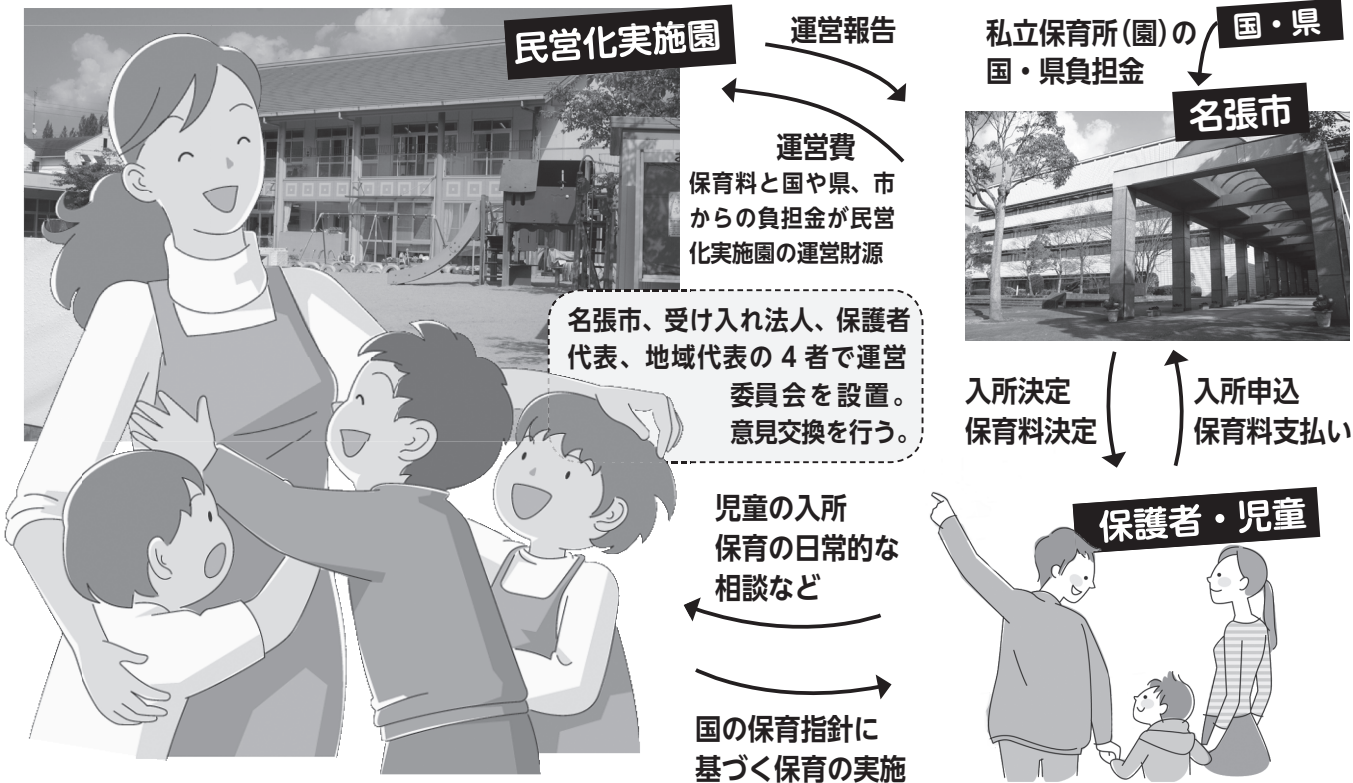 民営化実施園
運営報告
運営費
保育料と国や県、市
からの負担金が民営
化実施園の運営財源
私立保育所(園)の
国・県負担金
国・県
名張市
名張市、受け入れ法人、保護者
代表、地域代表の4者で運営
委員会を設置。
意見交換を行う。
入所決定
保育料決定
入所申込
保育料支払い
児童の入所
保育の日常的な
相談など
保護者・児童
国の保育指針に
基づく保育の実施